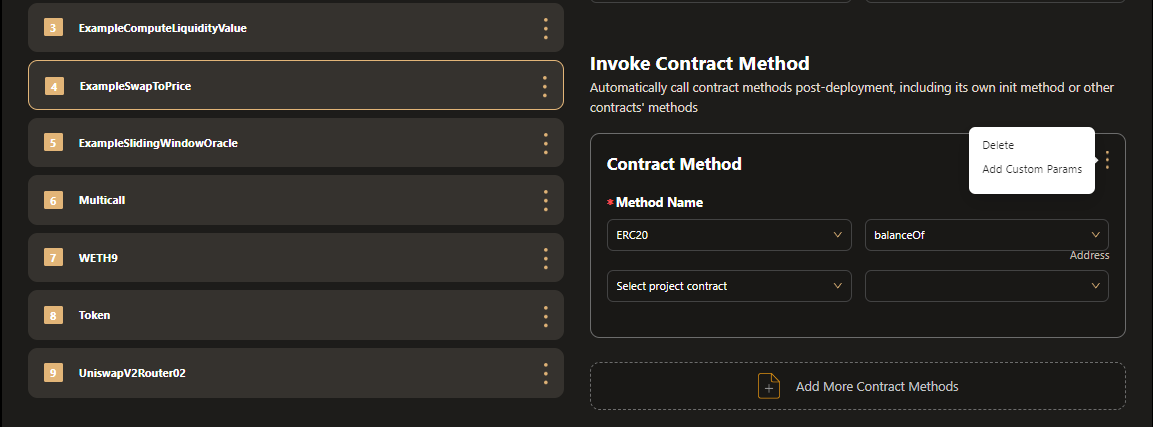 3 ExampleComputeLiquidityValue
4 ExampleSwapToPrice
5 ExampleSlidingWindowOracle
6 Multicall
7 WETH9
8 Token
9 UniswapV2Router02
Invoke Contract Method
Automatically call contract methods post-deployment, including its own init method or other
contracts' methods
Delete
Add Custom Params
Contract Method
* Method Name
ERC20 balanceOf
Address
Select project contract
Add More Contract Methods